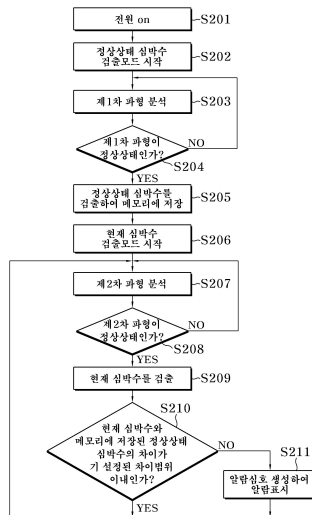 전원 on
S201
정상상태 심박수
검출모드 시작
S202
제1차 파형 분석
S203
제1차 파형이
정상상태인가?
NO
S204
YES
정상상태 심박수를
검출하여 메모리에 저장
S205
현재 심박수
검출모드 시작
S206
제2차 파형 분석
S207
제2차 파형이
정상상태인가?
NO
S208
YES
현재 심박수를 검출
S209
S210
현재 심박수와
메모리에 저장된 정상상태
심박수의 차이가
기 설정된 차이범위
이내인가?
NO
S211
알람신호 생성하여
알람표시
YES